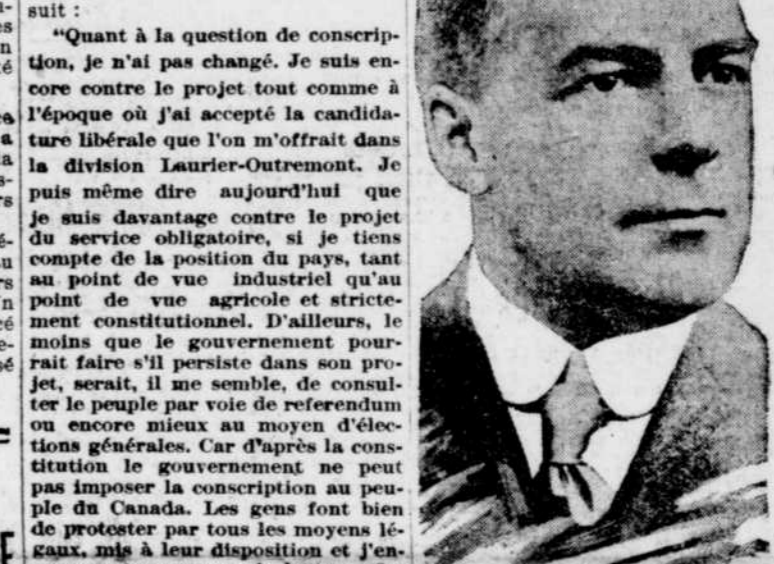 suit :
“Quant à la question de conscrip-
tion, je n'ai pas changé. Je suis en-
core contre le projet tout comme à
l'époque où j'ai accepté la candida-
ture libérale que l'on m'offrait dans
la division Laurier-Outremont. Je
puis même dire aujourd'hui que
je suis davantage contre le projet
du service obligatoire, si je tiens
compte de la position du pays, tant
au point de vue industriel qu'au
point de vue agricole et stricte-
ment constitutionnel. D'ailleurs, le
moins que le gouvernement pour-
rait faire s'il persiste dans son pro-
jet, serait, il me semble, de consul-
ter le peuple par voie de referendum
ou encore mieux au moyen d'élec-
tions générales. Car d'après la cons-
titution le gouvernement ne peut
pas imposer la conscription au peu-
ple du Canada. Les gens font bien
de protester par tous les moyens lé-
gaux, mis à leur disposition et j'en-